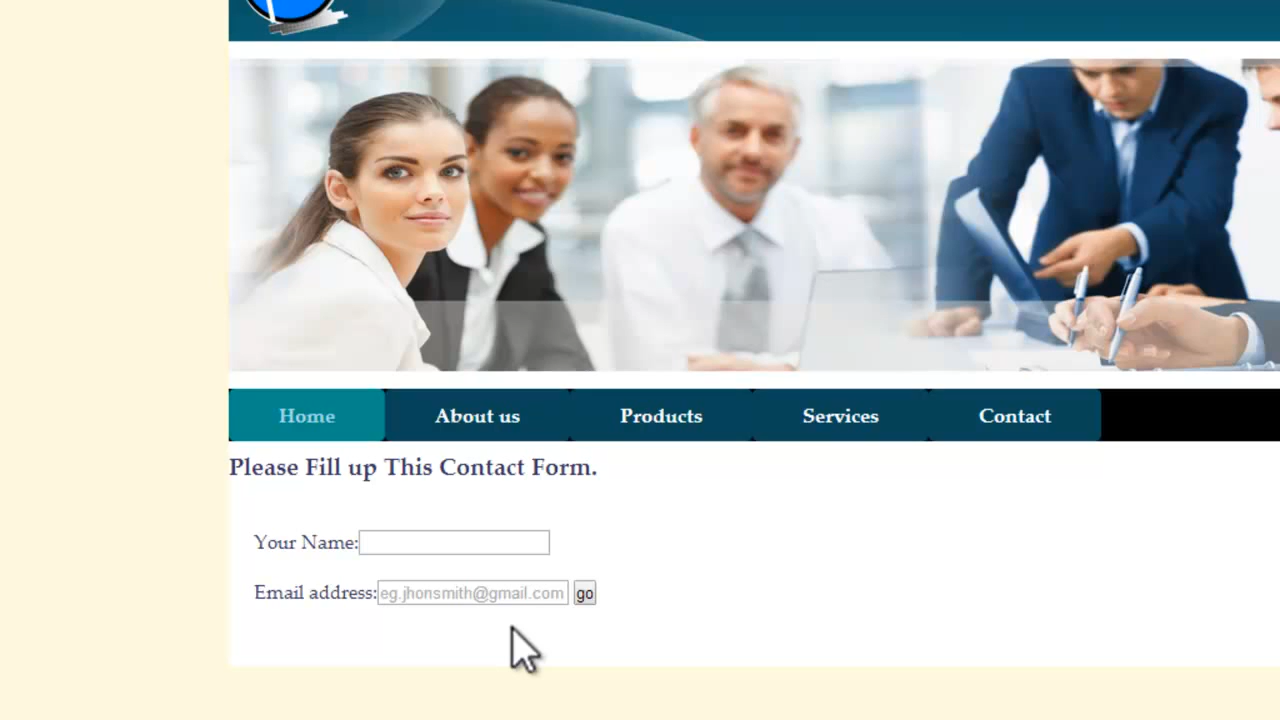 Home About us Products Services Contact
Please Fill up This Contact Form.
Your Name:
Email address: eg.jhonsmith@gmail.com go